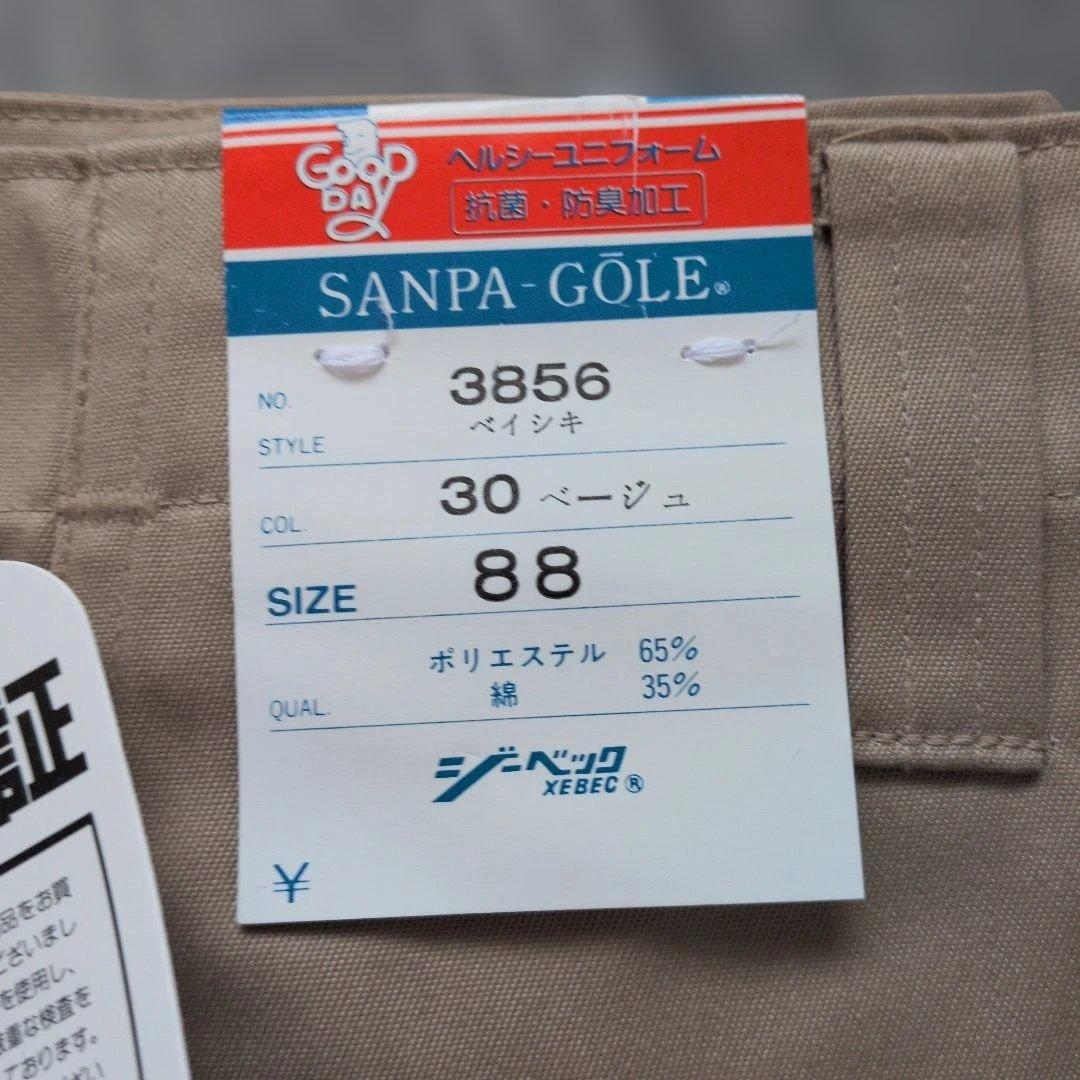 GOOD
DAY
ヘルシーユニフォーム
抗菌・防臭加工
SANPA-GŌLE®
NO. 3856
STYLE ベイシキ
COL. 30 ベージュ
SIZE 88
ポリエステル 65%
QUAL. 綿 35%
ジーベック
XEBEC®
¥
証
品をお買
ございまし
を使用し、
重な検査を
ております。